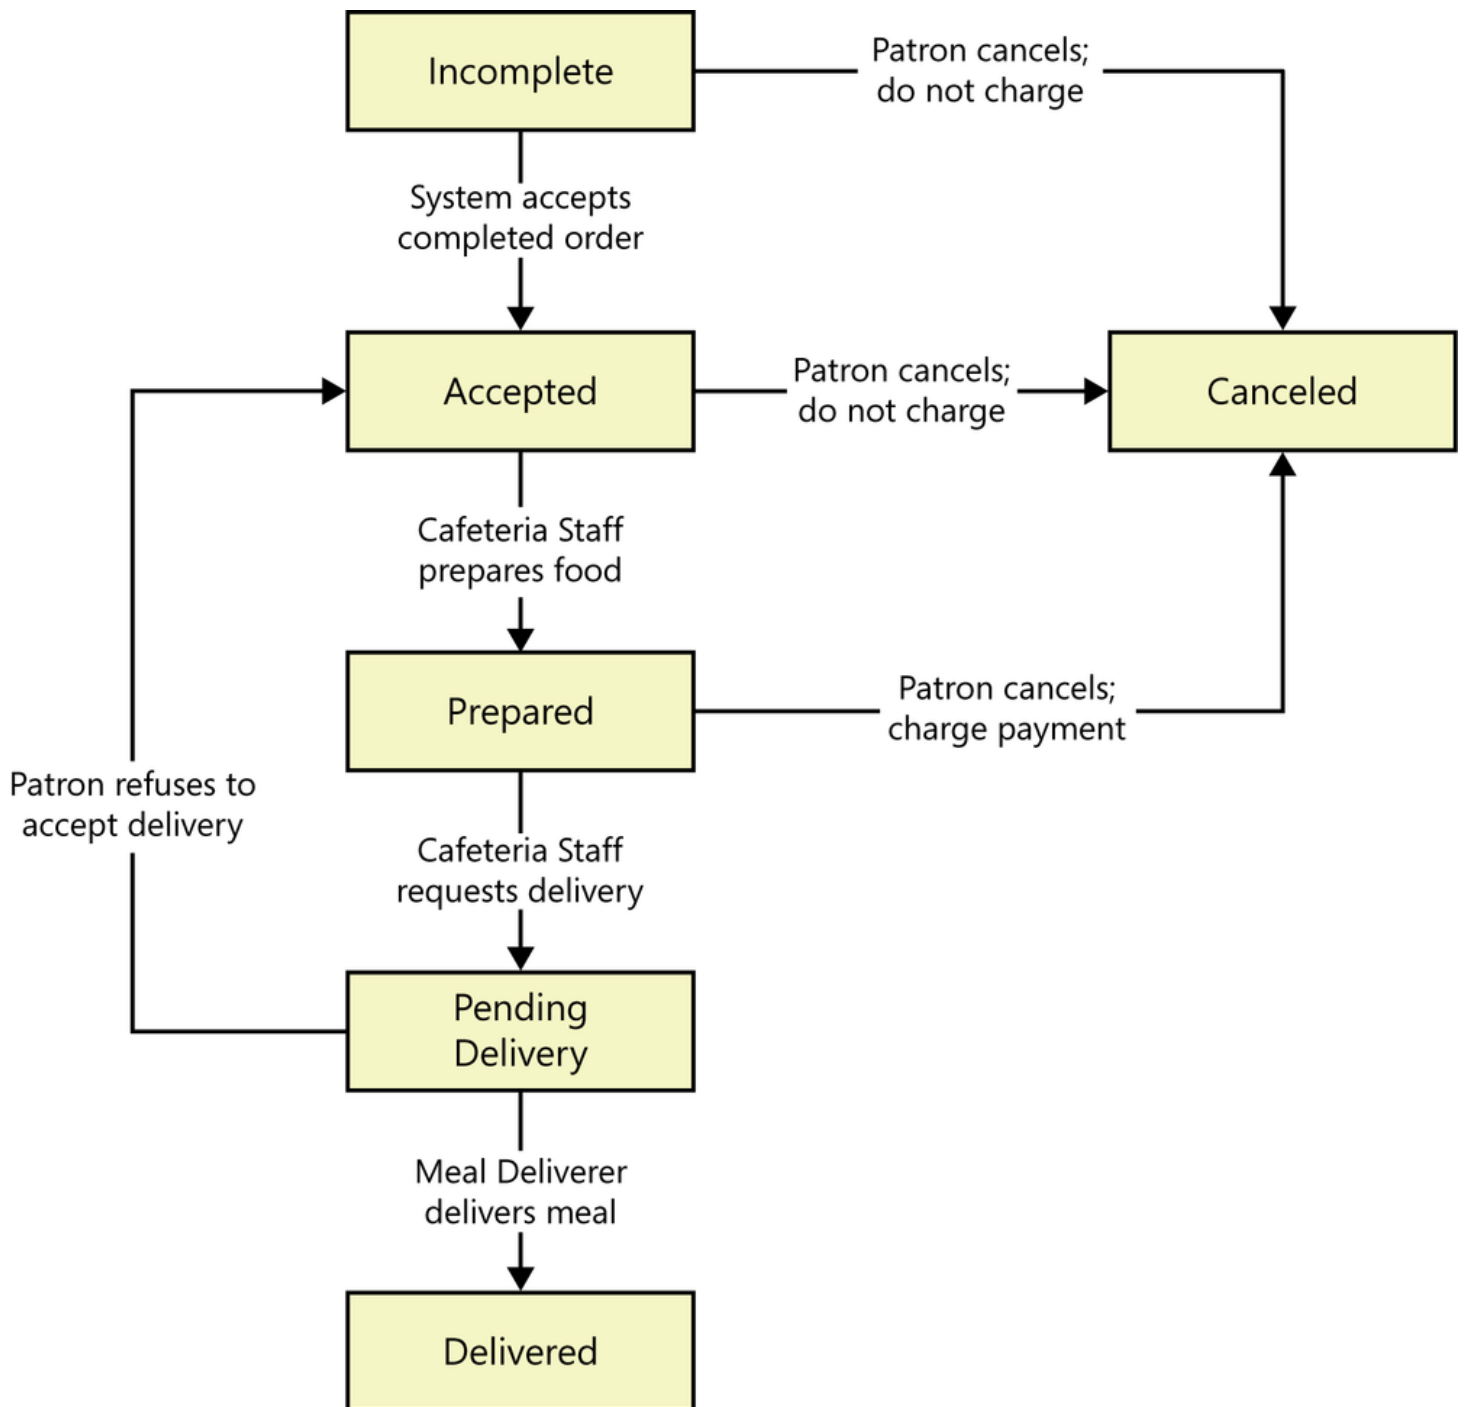 Incomplete
Patron cancels;
do not charge
System accepts
completed order
Accepted
Patron cancels;
do not charge
Canceled
Cafeteria Staff
prepares food
Prepared
Patron cancels;
charge payment
Patron refuses to
accept delivery
Cafeteria Staff
requests delivery
Pending
Delivery
Meal Deliverer
delivers meal
Delivered